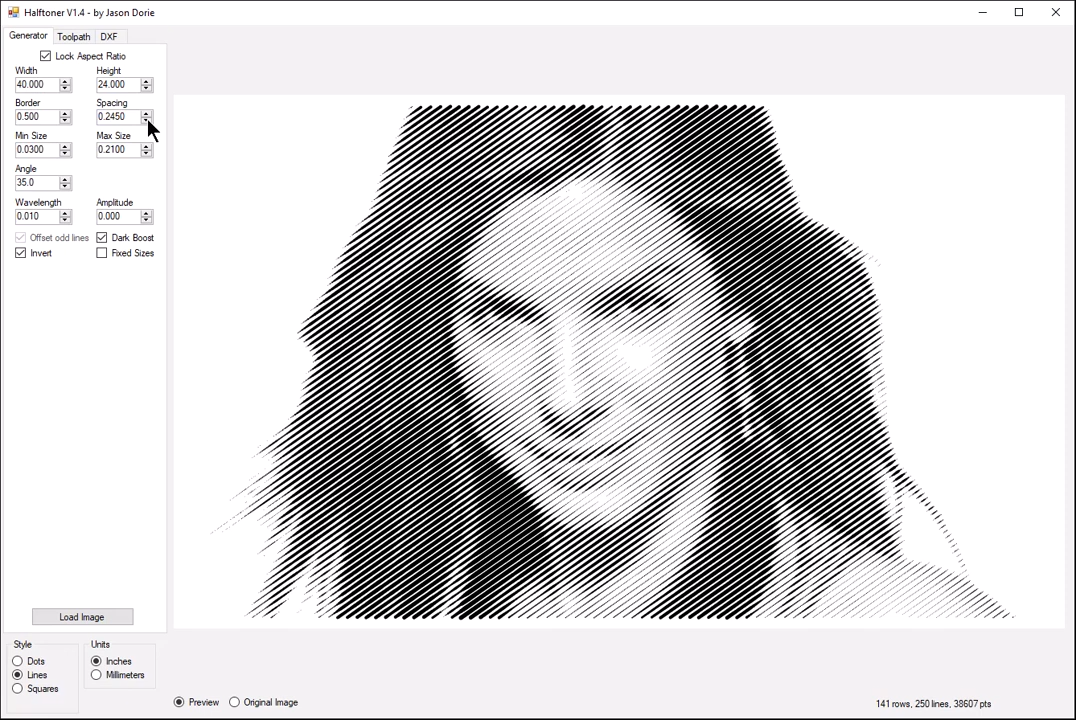 Halftoner V1.4 - by Jason Dorie
Generator Toolpath DXF
Lock Aspect Ratio
Width Height
40.000 24.000
Border Spacing
0.500 0.2450
Min Size Max Size
0.0300 0.2100
Angle
35.0
Wavelength Amplitude
0.010 0.000
Offset odd lines Dark Boost
Invert Fixed Sizes
Load Image
Style Units
Dots Inches
Lines Millimeters
Squares
Preview Original Image
141 rows, 250 lines, 38607 pts